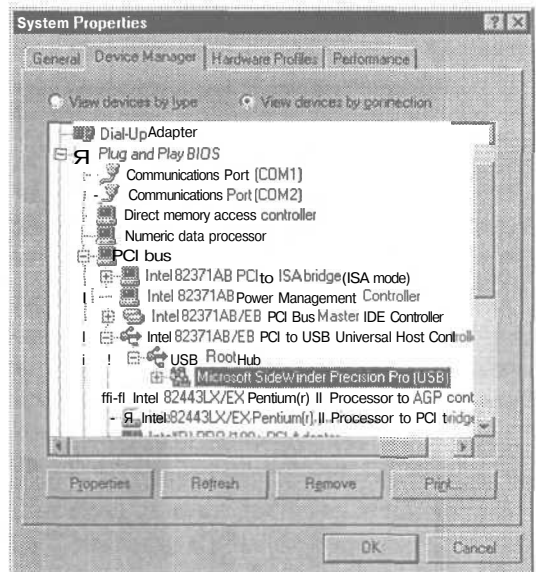 System Properties
General Device Manager Hardware Profiles Performance
View devices by type View devices by connection
Dial-Up Adapter
Я Plug and Play BIOS
Communications Port (COM1)
Communications Port (COM2)
Direct memory access controller
Numeric data processor
PCI bus
Intel 82371AB PCI to ISA bridge (ISA mode)
Intel 82371AB Power Management Controller
Intel 82371AB/EB PCI Bus Master IDE Controller
Intel 82371AB/EB PCI to USB Universal Host Control
USB Root Hub
Microsoft SideWinder Precision Pro (USB)
ffi-fl Intel 82443LX/EX Pentium(r) II Processor to AGP cont
- Я Intel 82443LX/EX Pentium(r) II Processor to PCI bridge
Properties Refresh Remove Print...
OK Cancel